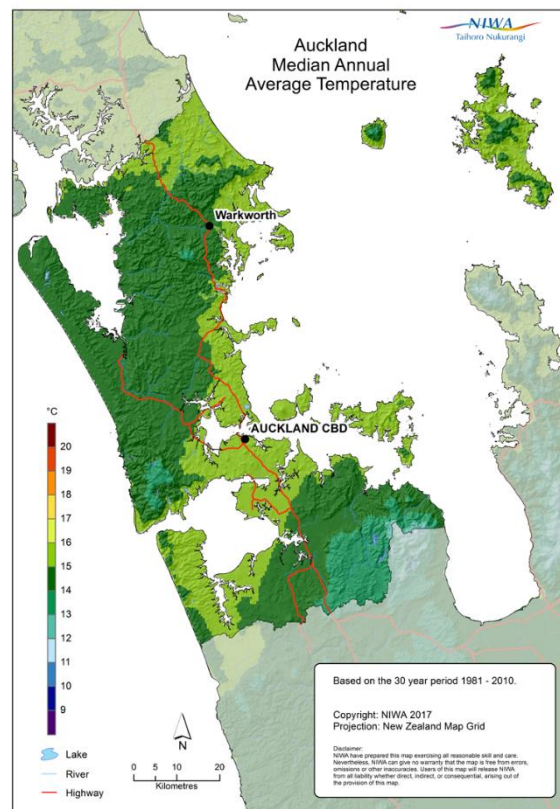 Auckland
Median Annual
Average Temperature
NIWA
Taihoro Nukurangi
Warkworth
AUCKLAND CBD
°C
20
19
18
17
16
15
14
13
12
11
10
9
Lake
River
Highway
N
20
10
0
20
Kilometres
Based on the 30 year period 1981 - 2010.
Copyright: NIWA 2017
Projection: New Zealand Map Grid
Disclaimer:
NIWA have prepared this map exercising all reasonable skill and care.
Nevertheless, NIWA can give no warranty that the map is free from errors,
omissions or other inaccuracies. Users of this map will release NIWA
from all liability whether direct, indirect, or consequential, arising out of
the provision of this map.